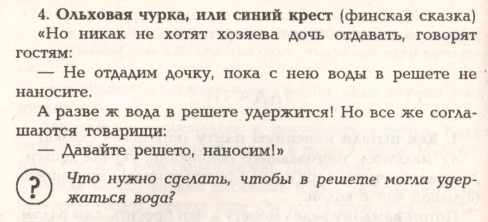 4. Ольховая чурка, или синий крест (финская сказка)
«Но никак не хотят хозяева дочь отдавать, говорят
гостям:
— Не отдадим дочку, пока с нею воды в решете не
наносите.
А разве ж вода в решете удержится! Но все же согла-
шаются товарищи:
— Давайте решето, наносим!»
? Что нужно сделать, чтобы в решете могла удер-
жаться вода?